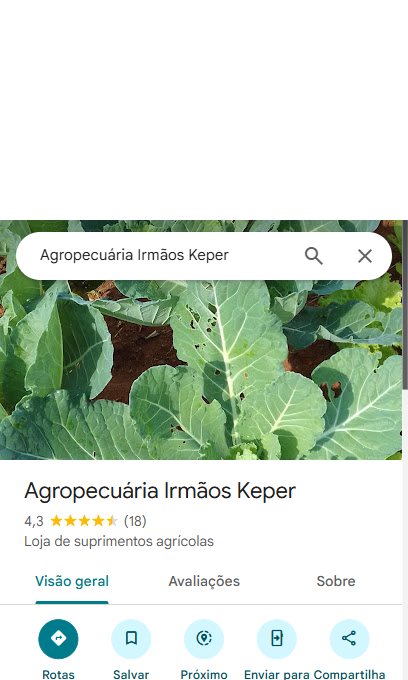 Agropecuária Irmãos Keper
Agropecuária Irmãos Keper
4,3 (18)
Loja de suprimentos agrícolas
Visão geral Avaliações Sobre
Rotas Salvar Próximo Enviar para Compartilha